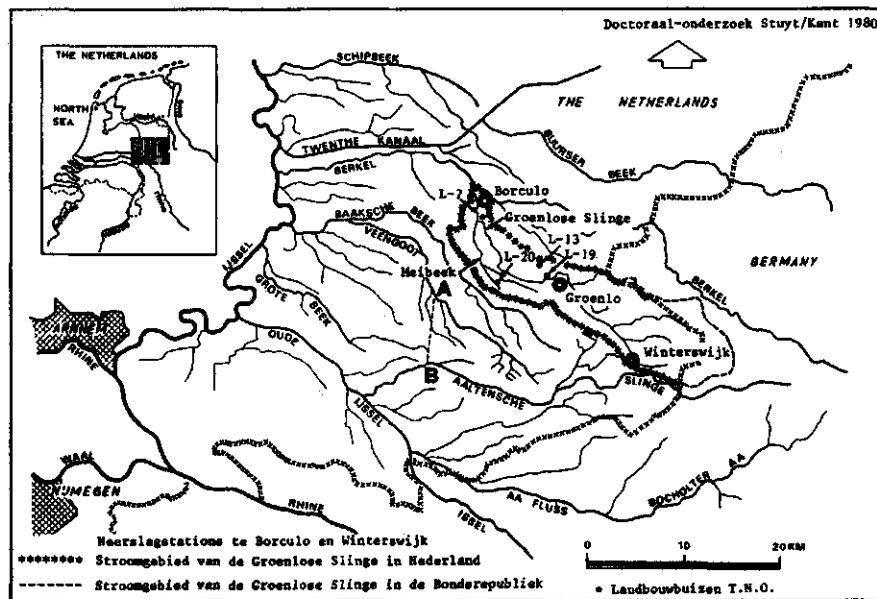 Doctoraal-onderzoek Stuyt/Kant 1980
THE NETHERLANDS
NORTH
SEA
SCHIPBEEK
THE NETHERLANDS
TWENTHE KANAAL
BUURSER
BEEK
BERKEL
L-2
Borculo
Groenlose Slinge
BAAKSCHE
BEEK
VEENGOOT
L-13
L-19
L-20
GERMANY
Meibeek
A
BERKEL
IJSSEL
GROTE
BEEK
Groenlo
ARNHEM
RHINE
OUDE
Winterswijk
B
AALTENSCHE
SLINGE
IJSSEL
WAAL
NIJMEGEN
RHINE
AA FLUSS
BOCHOLTER AA
ISSEL
Neerslagstations te Borculo en Winterswijk
******** Stroomgebied van de Groenlose Slinge in Nederland
-------- Stroomgebied van de Groenlose Slinge in de Bondsrepubliek
0 10 20KM
* Landbouwbuizen T.N.O.